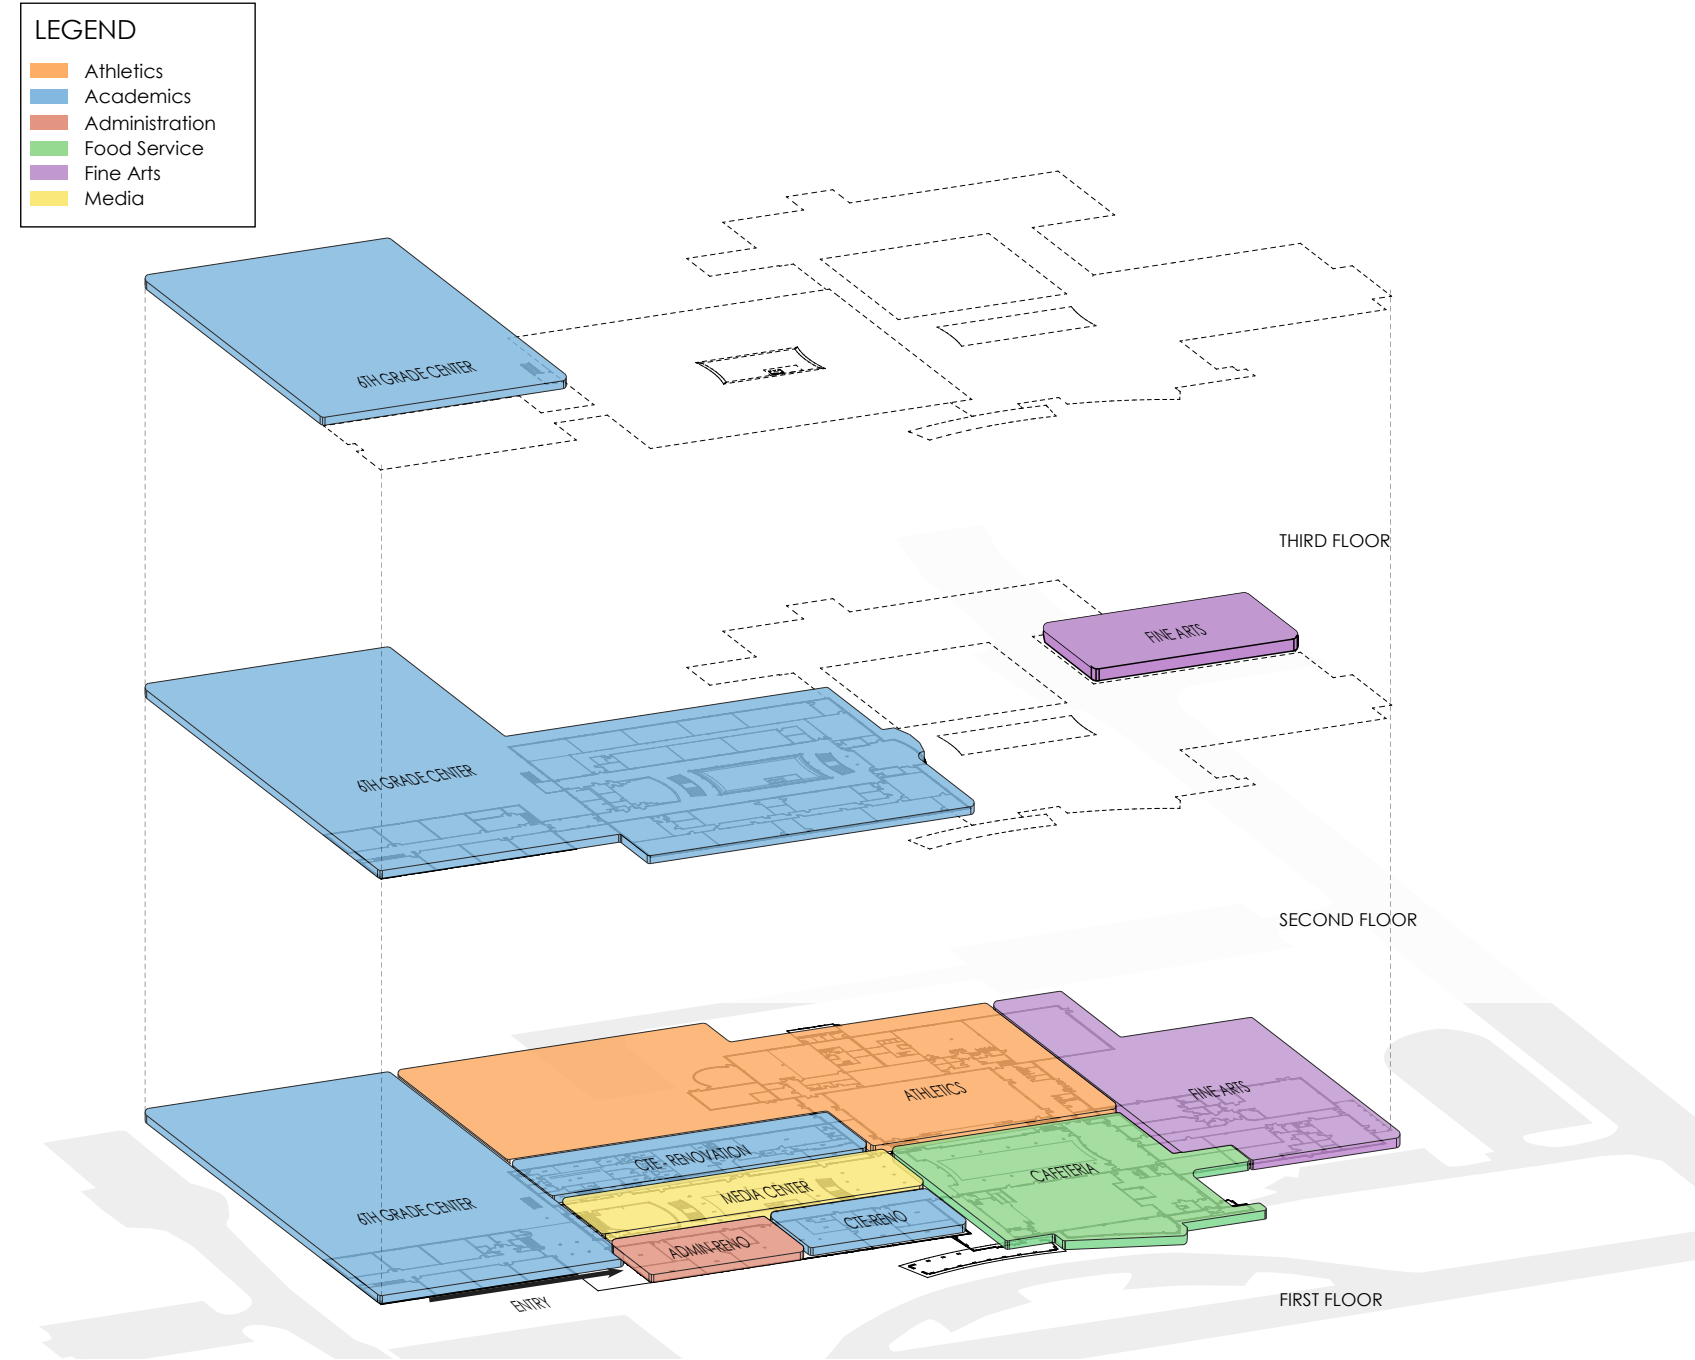 LEGEND
Athletics
Academics
Administration
Food Service
Fine Arts
Media
6TH GRADE CENTER
THIRD FLOOR
FINE ARTS
6TH GRADE CENTER
SECOND FLOOR
ATHLETICS
FINE ARTS
CTE - RENOVATION
CAFETERIA
MEDIA CENTER
6TH GRADE CENTER
CTE-RENO
ADMIN-RENO
ENTRY
FIRST FLOOR